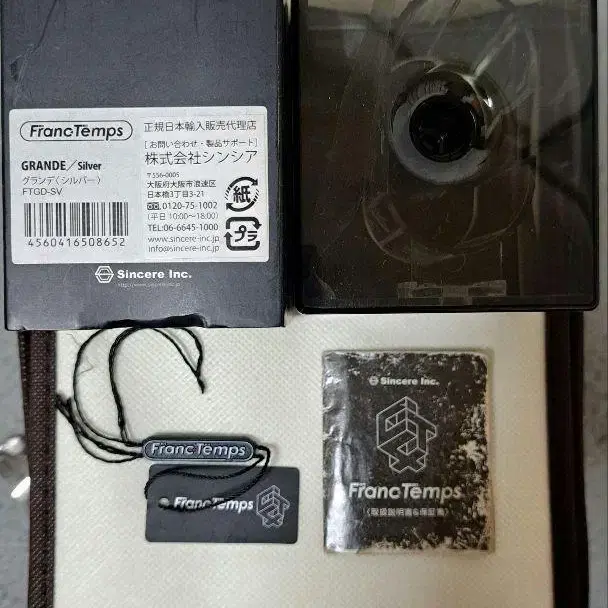 FrancTemps
GRANDE/Silver
グランデ(シルバー)
FTGD-SV
4560416508652
正規日本輸入販売代理店
[お問い合わせ・製品サポート]
株式会社シンシア
〒556-0005
大阪府大阪市浪速区
日本橋3丁目3-21
0120-75-1002
(平日 10:00〜18:00)
TEL:06-6645-1000
www.sincere-inc.jp
info@sincere-inc.jp
紙
プラ
Sincere Inc.
http://www.sincere-inc.jp
FrancTemps
FrancTemps
Sincere Inc.
FrancTemps
〈取扱説明書&保証書〉